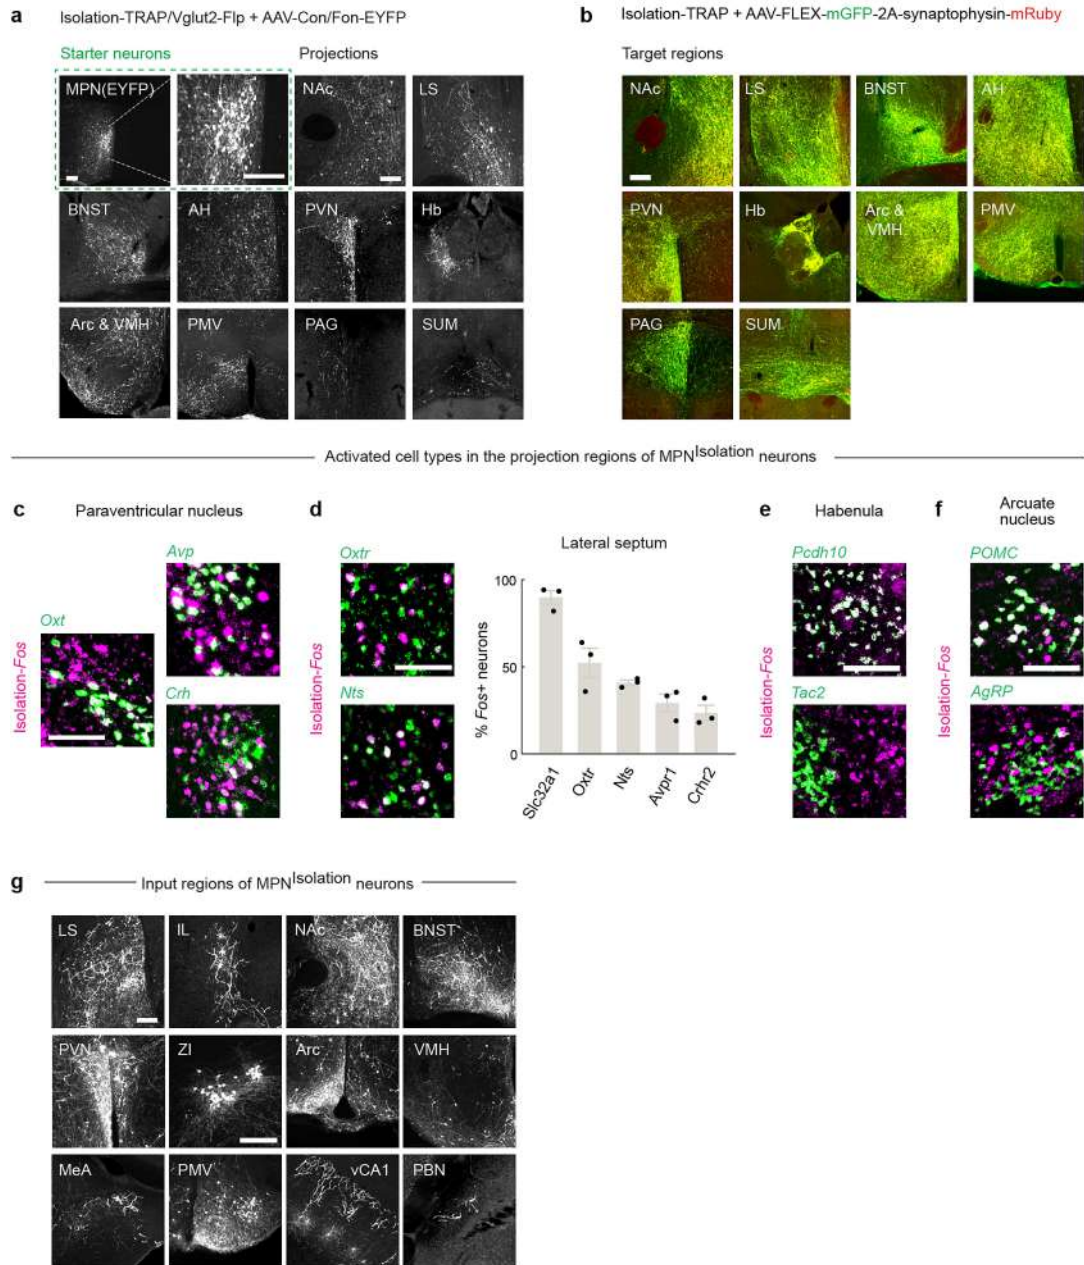 a
Isolation-TRAP/Vglut2-Flp + AAV-Con/Fon-EYFP
Starter neurons
Projections
MPN(EYFP)
NAc
LS
BNST
AH
PVN
Hb
Arc & VMH
PMV
PAG
SUM
b
Isolation-TRAP + AAV-FLEX-mGFP-2A-synaptophysin-mRuby
Target regions
NAc
LS
BNST
AH
PVN
Hb
Arc &
VMH
PMV
PAG
SUM
Activated cell types in the projection regions of MPNIsolation neurons
c
Paraventricular nucleus
Isolation-Fos
Oxt
Avp
Crh
d
Lateral septum
Isolation-Fos
Oxtr
Nts
% Fos+ neurons
100
50
0
Slc32a1
Oxtr
Nts
Avpr1
Crhr2
e
Habenula
Isolation-Fos
Pcdh10
Tac2
f
Arcuate
nucleus
Isolation-Fos
POMC
AgRP
g
Input regions of MPNIsolation neurons
LS
IL
NAc
BNST
PVN
ZI
Arc
VMH
MeA
PMV
vCA1
PBN